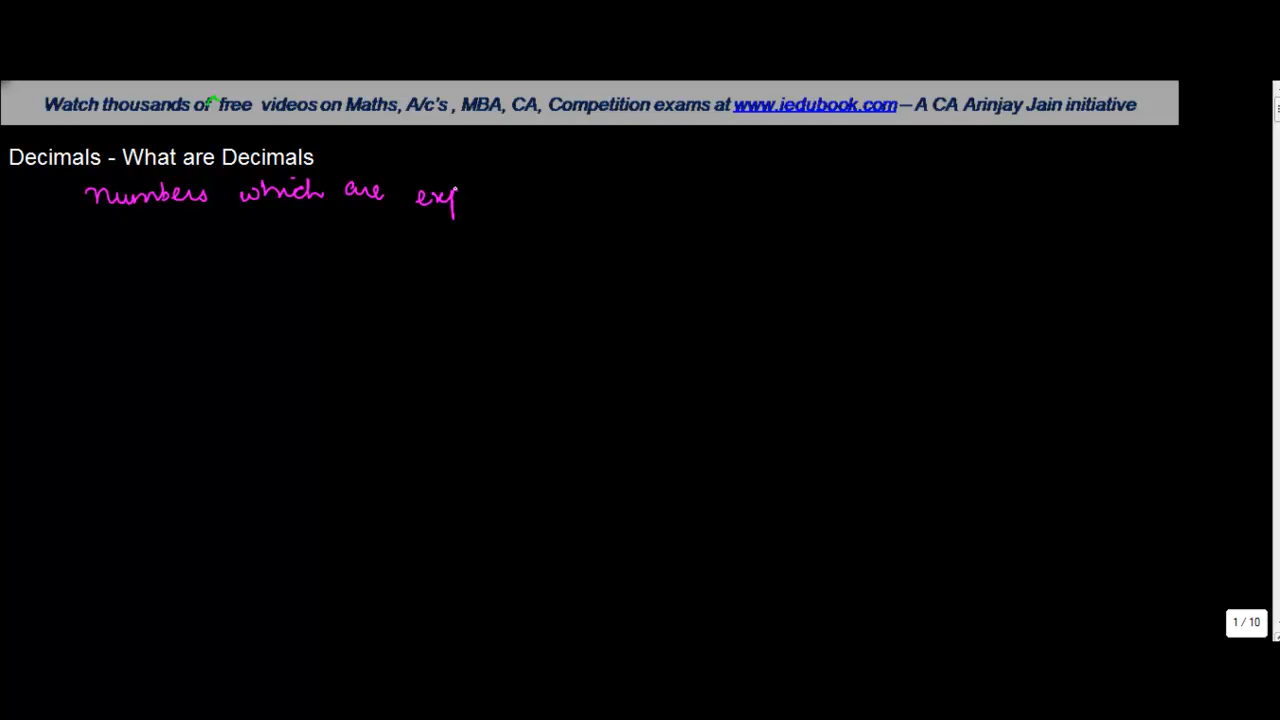 Watch thousands of free videos on Maths, A/c's , MBA, CA, Competition exams at www.iedubook.com – A CA Arinjay Jain initiative
Decimals - What are Decimals
numbers which are exp
1 / 10